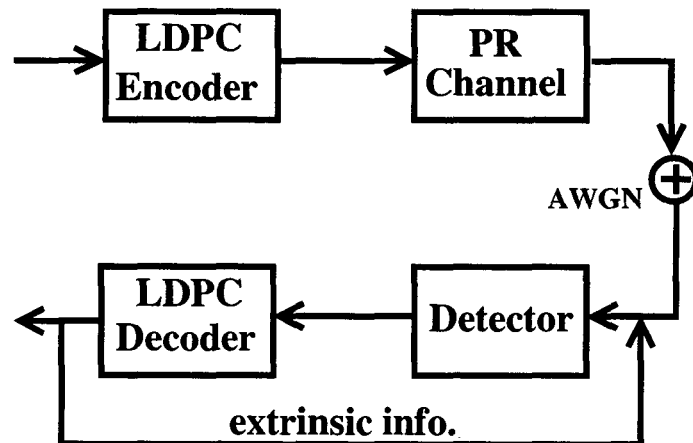 LDPC
Encoder
PR
Channel
AWGN
LDPC
Decoder
Detector
extrinsic info.